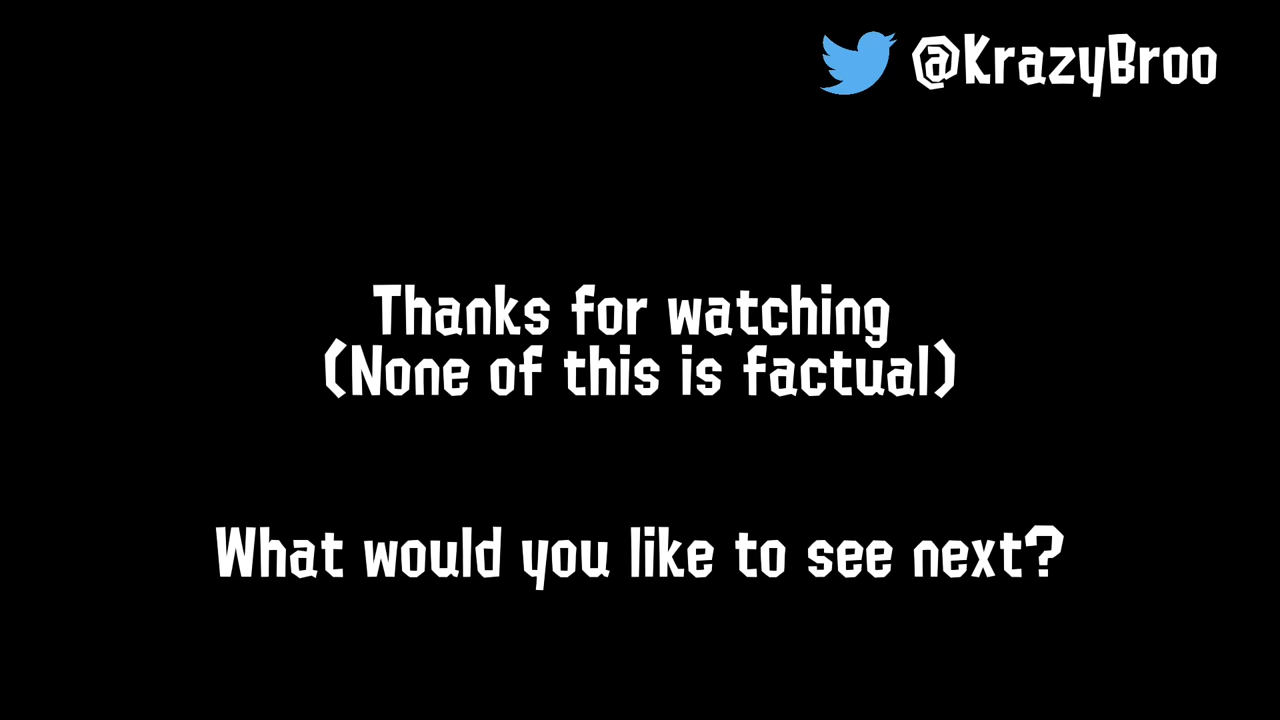 @KrazyBroo
Thanks for watching
(None of this is factual)
What would you like to see next?